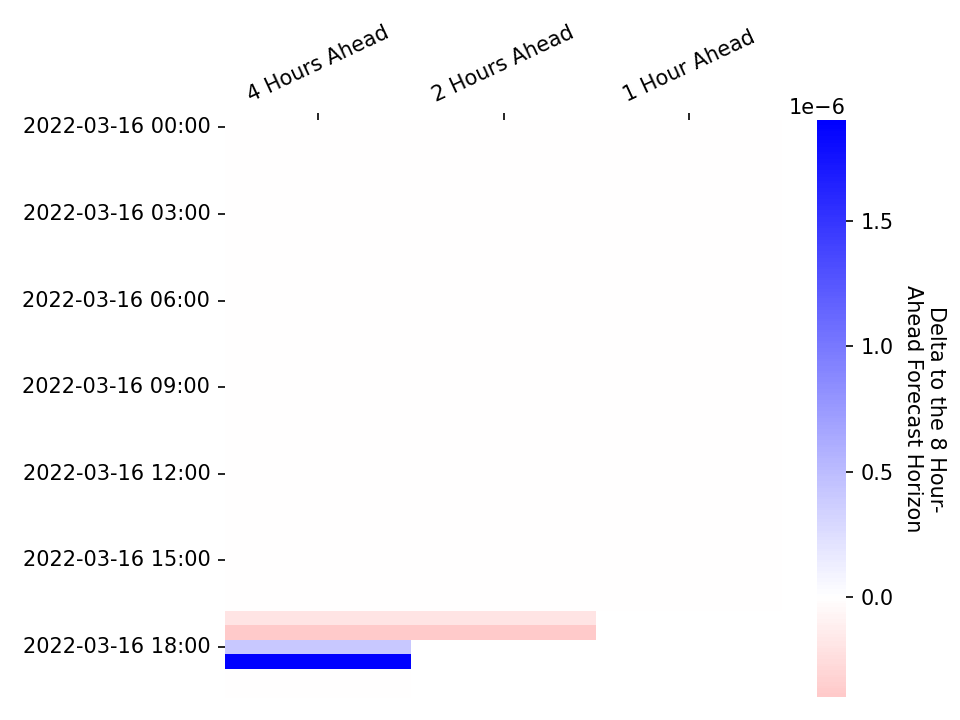 4 Hours Ahead
2 Hours Ahead
1 Hour Ahead
1e−6
2022-03-16 00:00
2022-03-16 03:00
2022-03-16 06:00
2022-03-16 09:00
2022-03-16 12:00
2022-03-16 15:00
2022-03-16 18:00
1.5
1.0
0.5
0.0
Delta to the 8 Hour-
Ahead Forecast Horizon